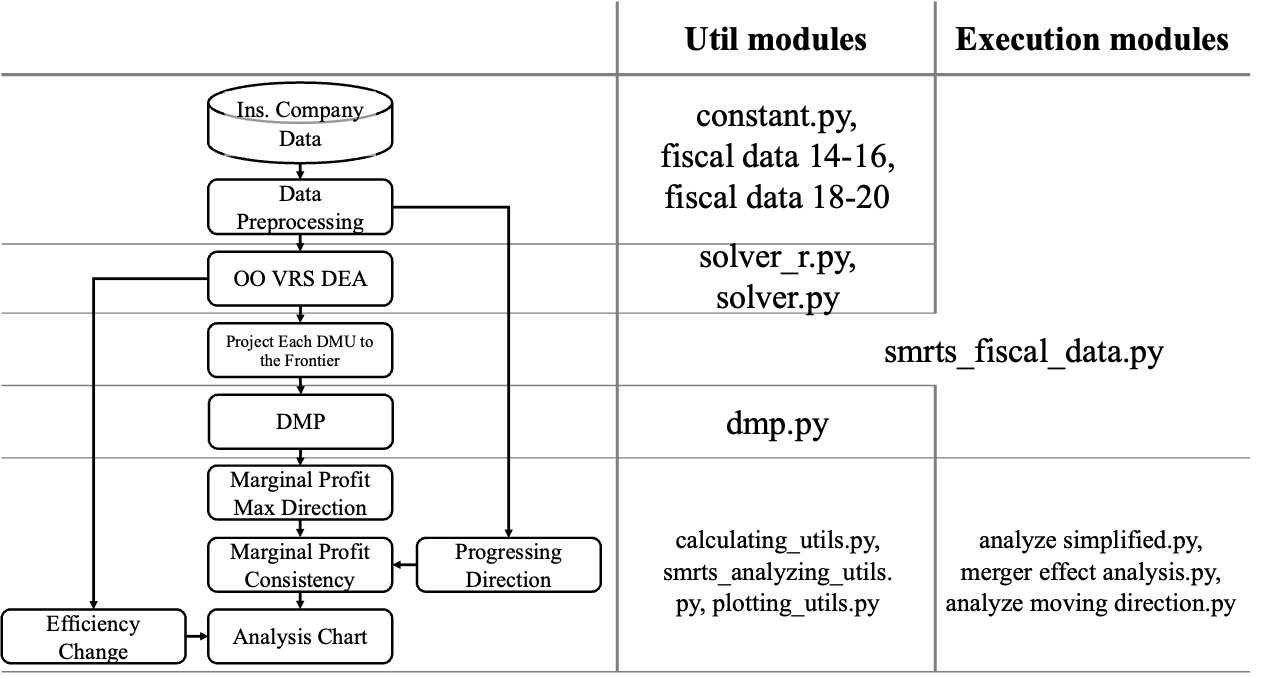 Util modules
Execution modules
Ins. Company
Data
constant.py,
fiscal data 14-16,
fiscal data 18-20
Data
Preprocessing
OO VRS DEA
solver_r.py,
solver.py
Project Each DMU to
the Frontier
smrts_fiscal_data.py
DMP
dmp.py
Marginal Profit
Max Direction
Marginal Profit
Consistency
Progressing
Direction
calculating_utils.py,
smrts_analyzing_utils.
py, plotting_utils.py
analyze simplified.py,
merger effect analysis.py,
analyze moving direction.py
Efficiency
Change
Analysis Chart